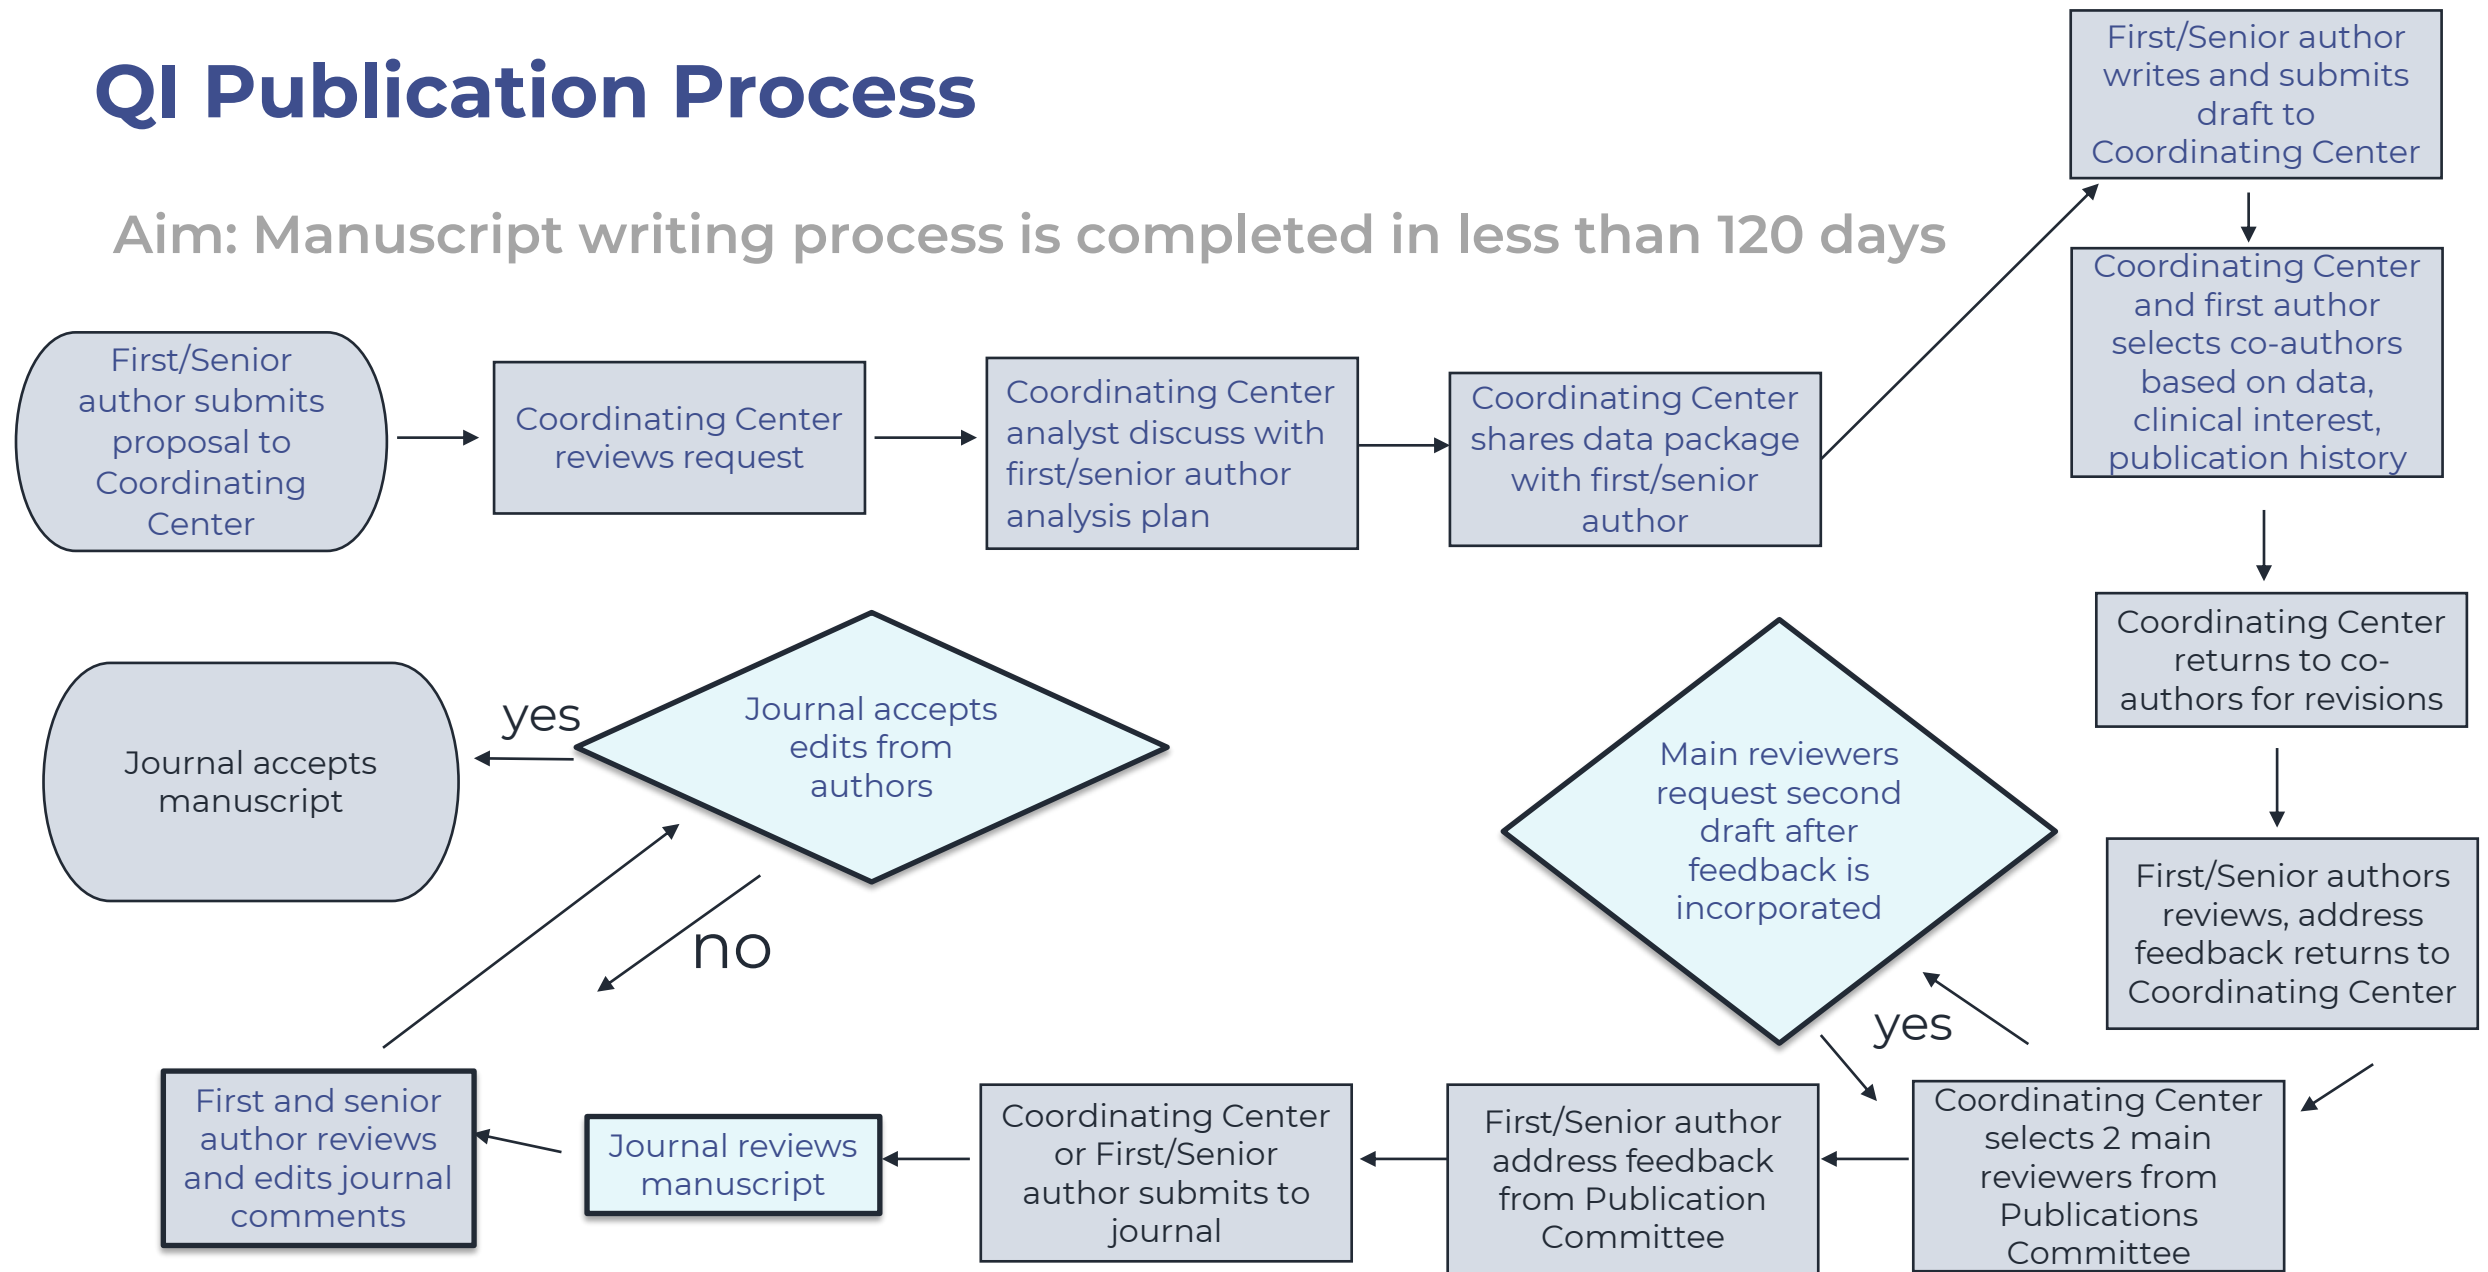 QI Publication Process
Aim: Manuscript writing process is completed in less than 120 days
First/Senior
author submits
proposal to
Coordinating
Center
Coordinating Center
reviews request
Coordinating Center
analyst discuss with
first/senior author
analysis plan
Coordinating Center
shares data package
with first/senior
author
First/Senior author
writes and submits
draft to
Coordinating Center
Coordinating Center
and first author
selects co-authors
based on data,
clinical interest,
publication history
Coordinating Center
returns to co-
authors for revisions
First/Senior authors
reviews, address
feedback returns to
Coordinating Center
Coordinating Center
selects 2 main
reviewers from
Publications
Committee
yes
Main reviewers
request second
draft after
feedback is
incorporated
First/Senior author
address feedback
from Publication
Committee
Coordinating Center
or First/Senior
author submits to
journal
Journal reviews
manuscript
First and senior
author reviews
and edits journal
comments
Journal accepts
edits from
authors
no
yes
Journal accepts
manuscript